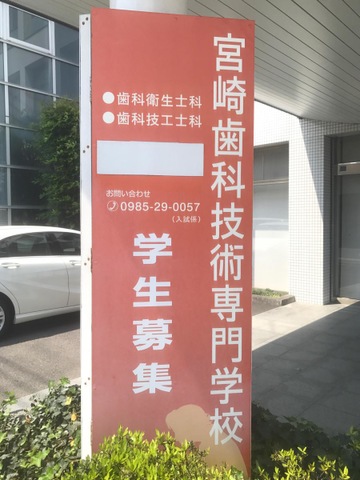 宮崎歯科技術専門学校
●歯科衛生士科
●歯科技工士科
お問い合わせ
0985-29-0057
(入試係)
学生募集